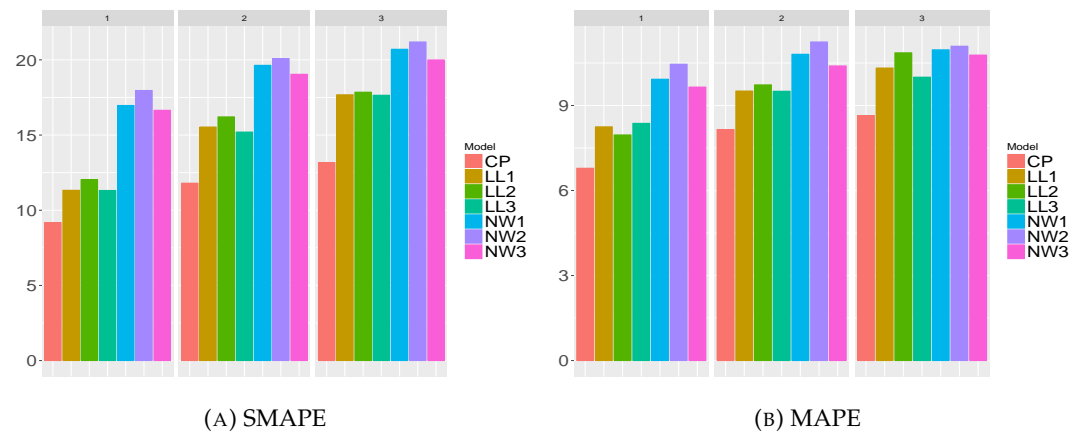 1 2 3
20
15
10
5
0
Model
CP
LL1
LL2
LL3
NW1
NW2
NW3
(A) SMAPE
1 2 3
9
6
3
0
Model
CP
LL1
LL2
LL3
NW1
NW2
NW3
(B) MAPE